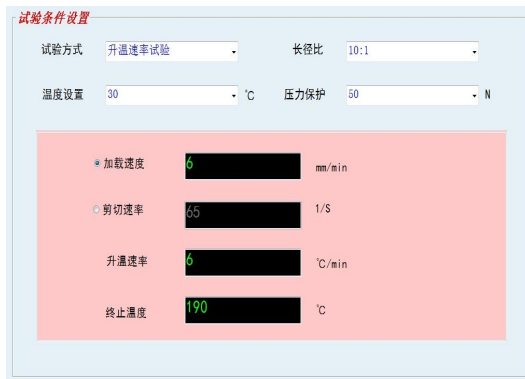 试验条件设置
试验方式 升温速率试验 长径比 10:1
温度设置 30 °C 压力保护 50 N
加载速度 6 mm/min
剪切速率 65 1/S
升温速率 6 °C/min
终止温度 190 °C